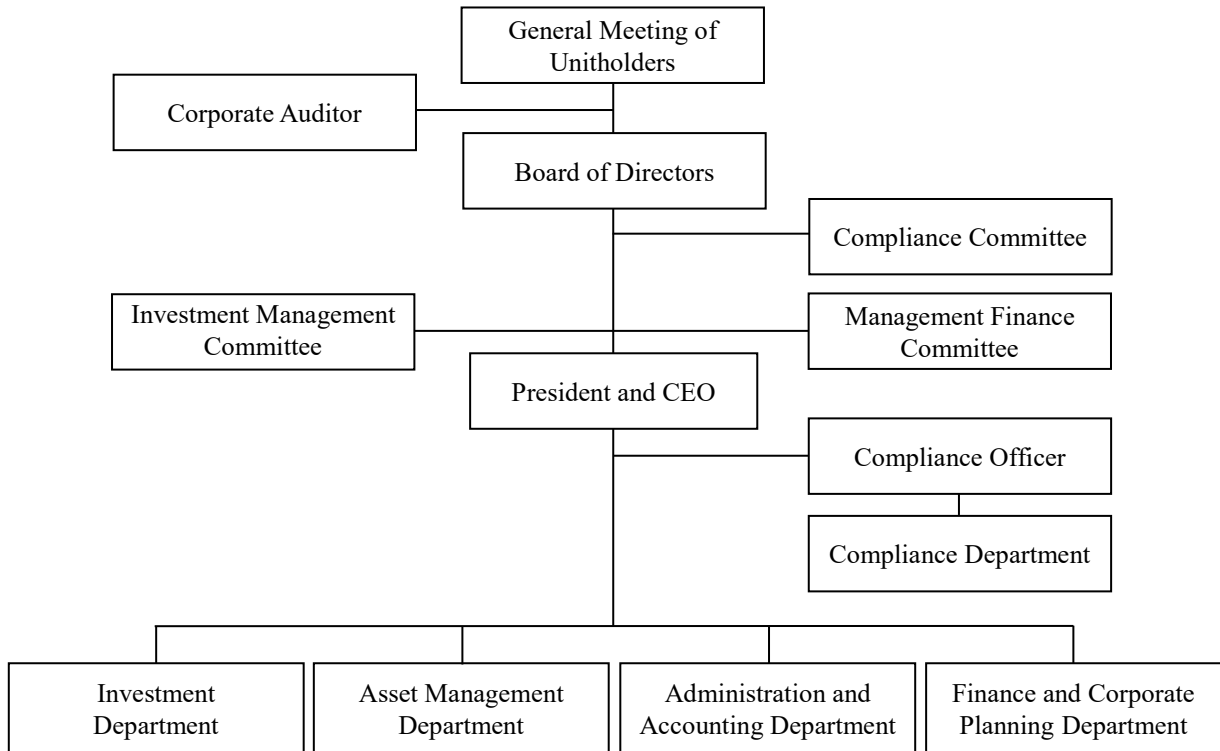 General Meeting of
Unitholders
Corporate Auditor
Board of Directors
Compliance Committee
Investment Management
Committee
Management Finance
Committee
President and CEO
Compliance Officer
Compliance Department
Investment
Department
Asset Management
Department
Administration and
Accounting Department
Finance and Corporate
Planning Department